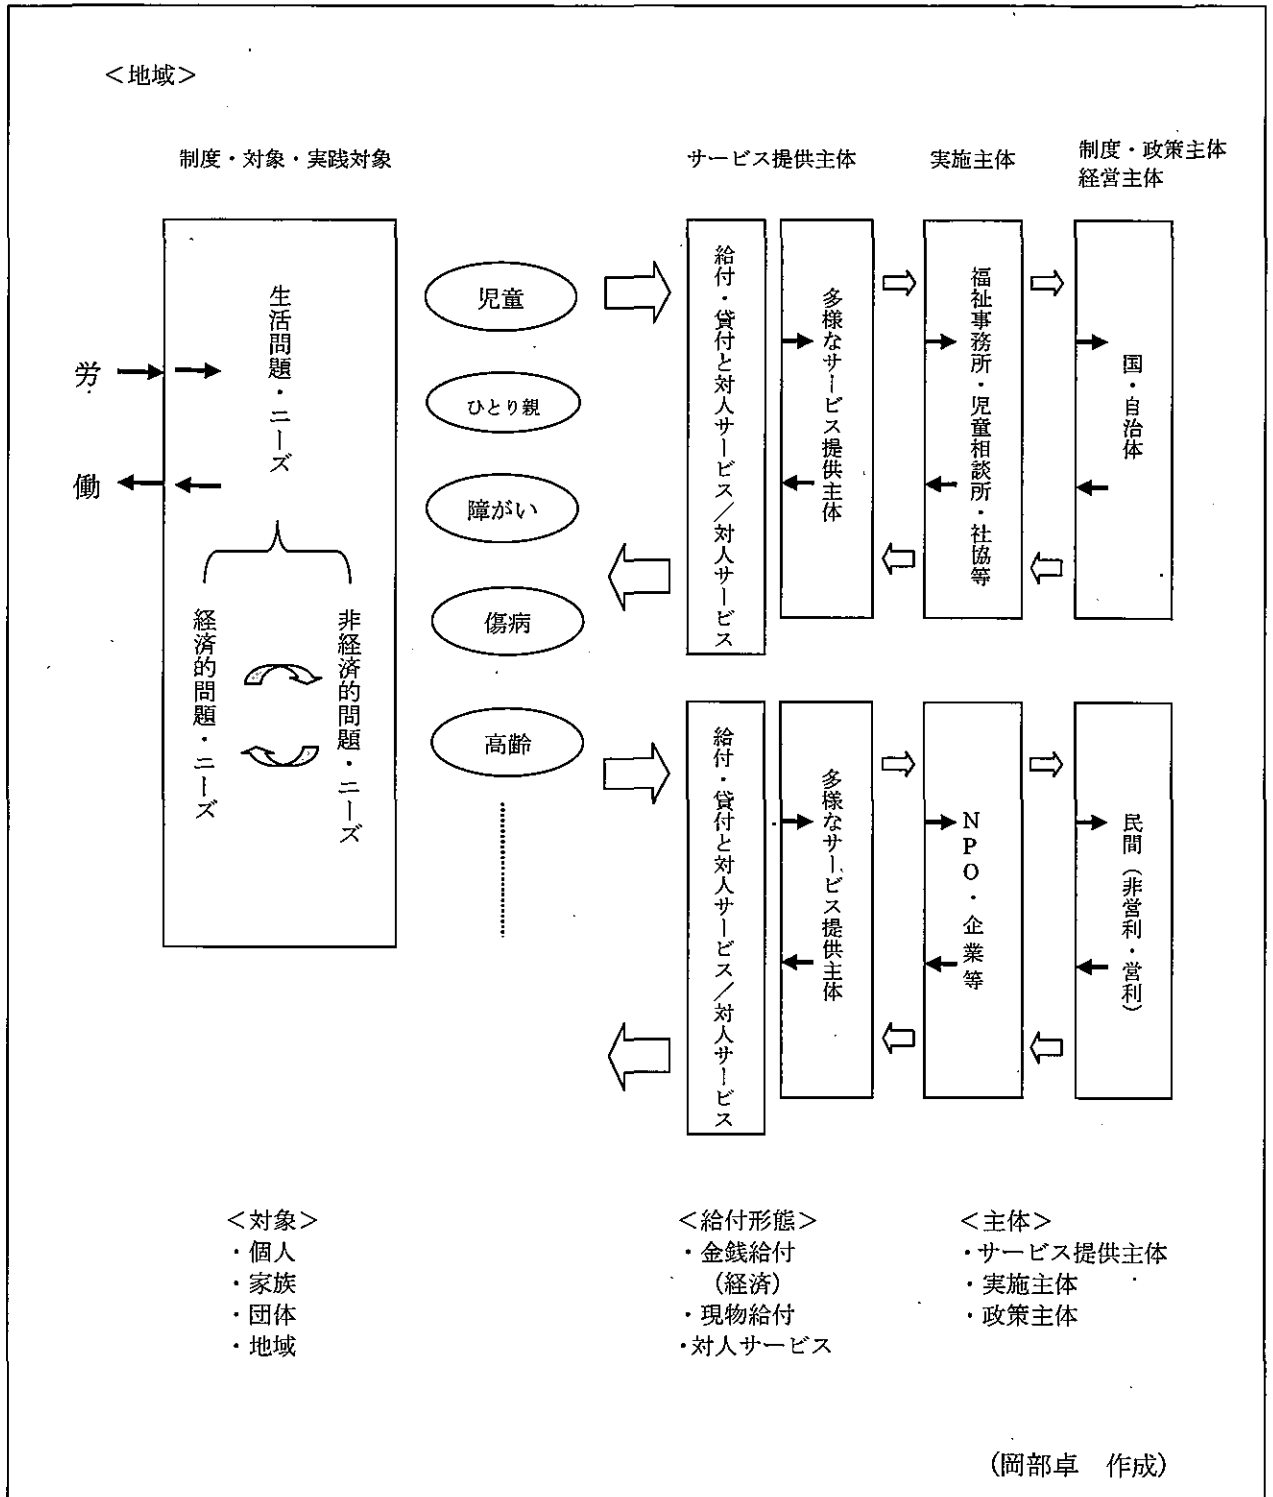 ＜地域＞
制度・対象・実践対象
サービス提供主体
実施主体
制度・政策主体
経営主体
労働
生活問題・ニーズ
経済的問題・ニーズ
非経済的問題・ニーズ
児童
ひとり親
障がい
傷病
高齢
給付・貸付と対人サービス／対人サービス
多様なサービス提供主体
福祉事務所・児童相談所・社協等
国・自治体
給付・貸付と対人サービス／対人サービス
多様なサービス提供主体
NPO・企業等
民間（非営利・営利）
＜対象＞
・個人
・家族
・団体
・地域
＜給付形態＞
・金銭給付
（経済）
・現物給付
・対人サービス
＜主体＞
・サービス提供主体
・実施主体
・政策主体
（岡部卓　作成）